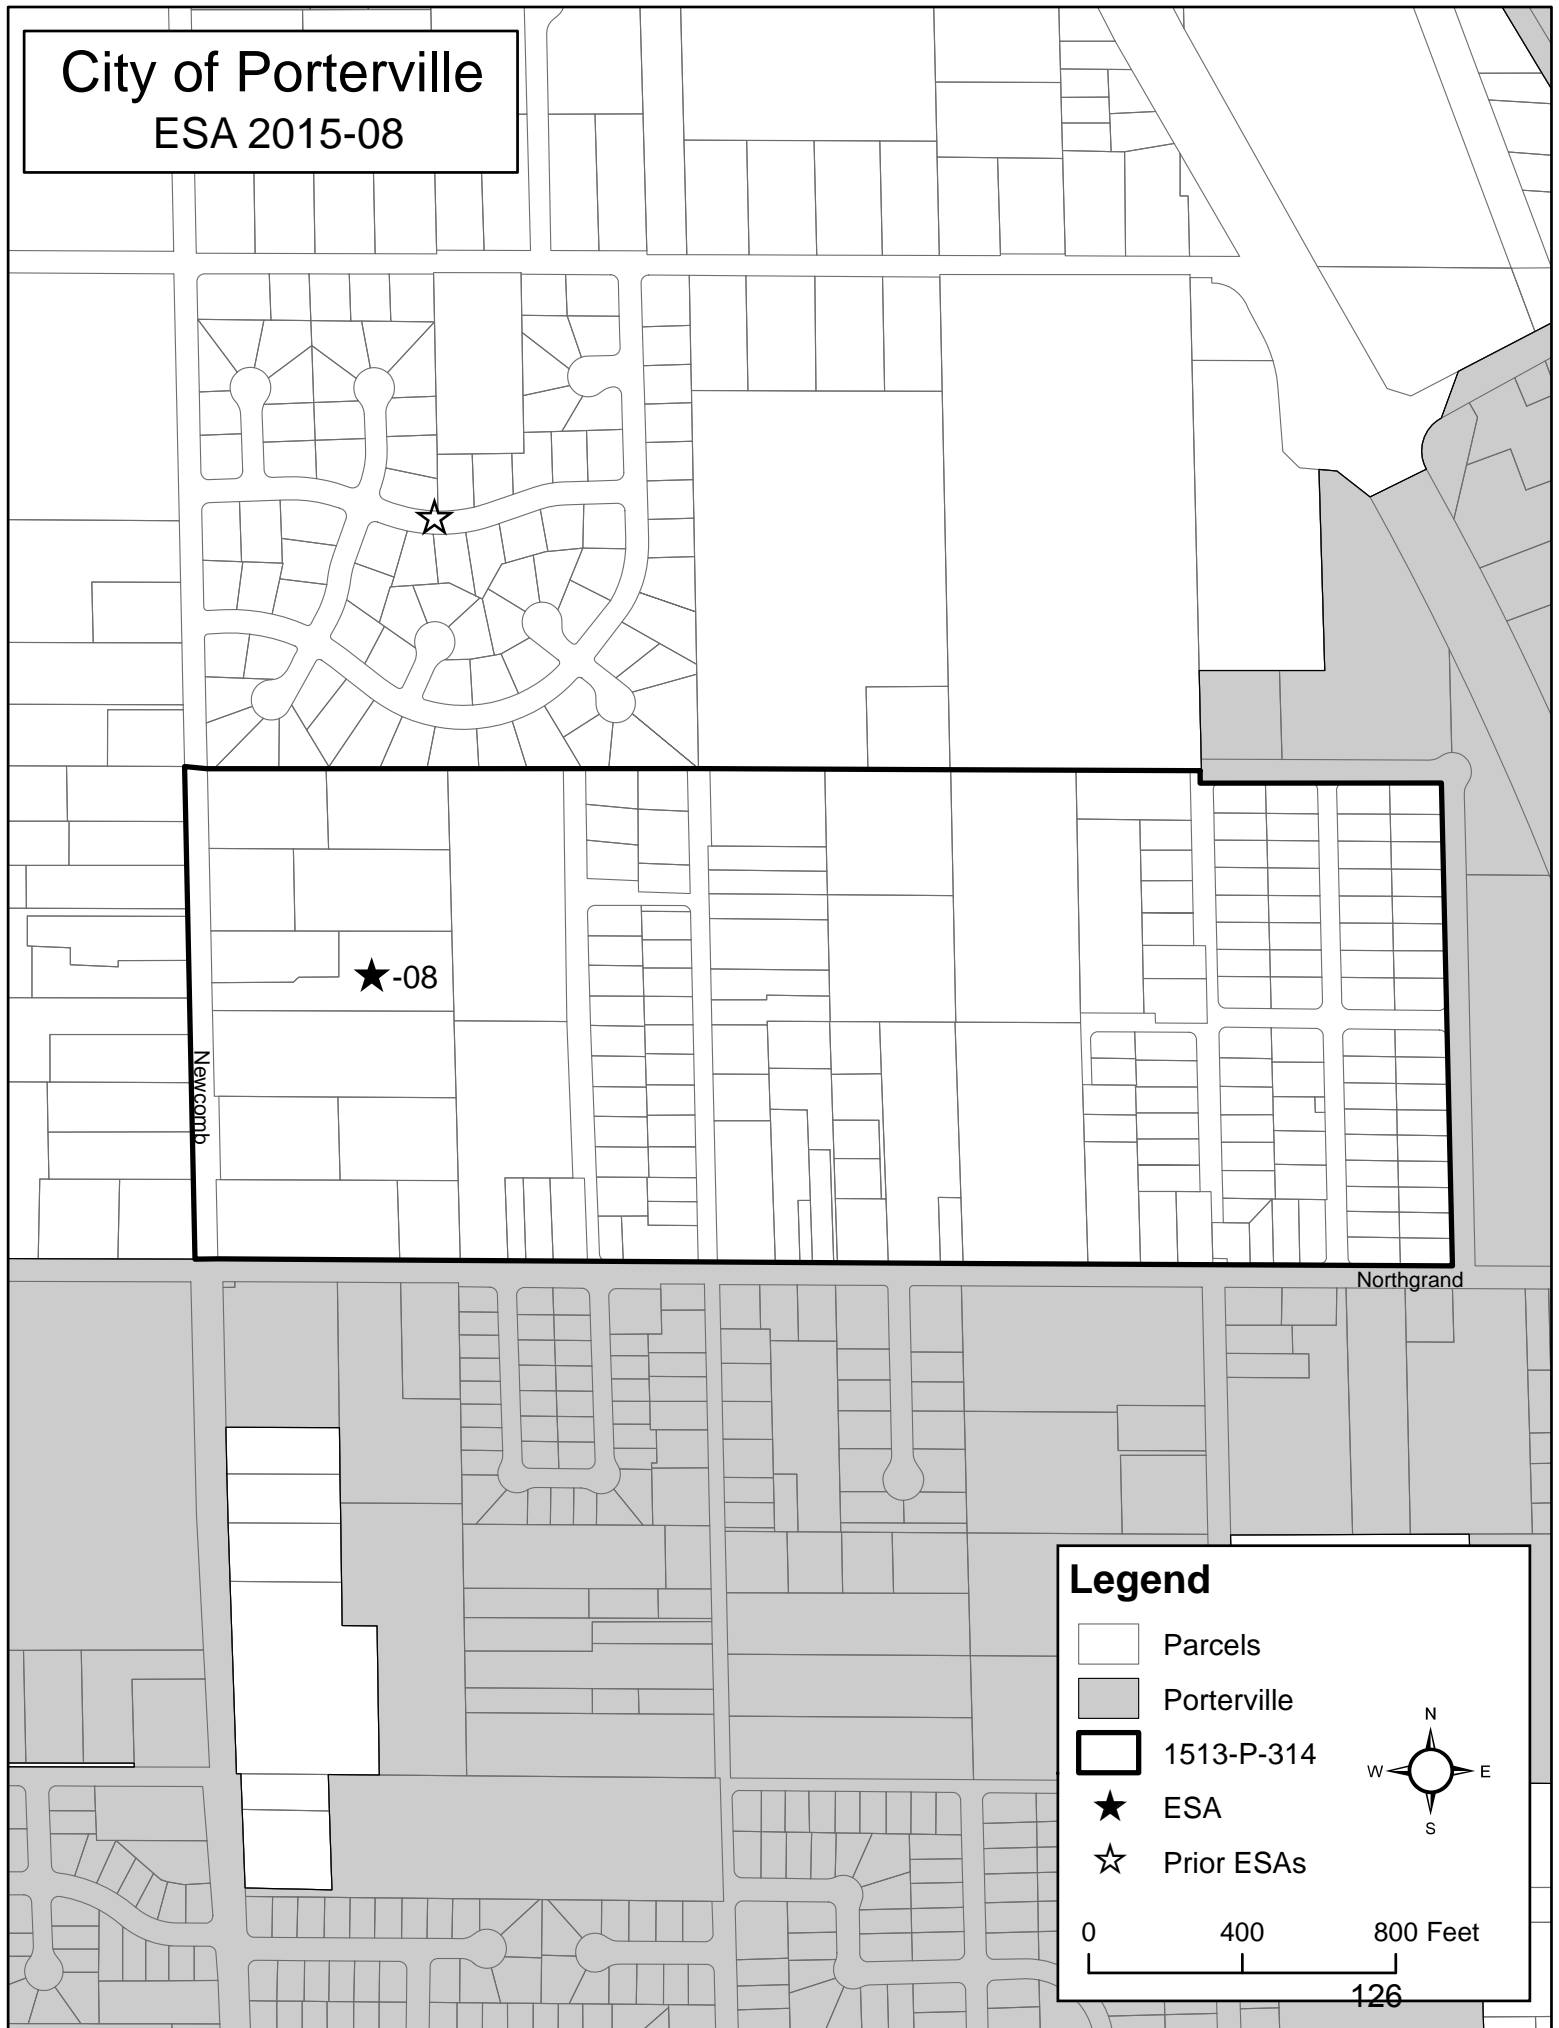 City of Porterville
ESA 2015-08
-08
Newcomb
Northgrand
Legend
Parcels
Porterville
1513-P-314
ESA
Prior ESAs
N
W E
S
0 400 800 Feet
126